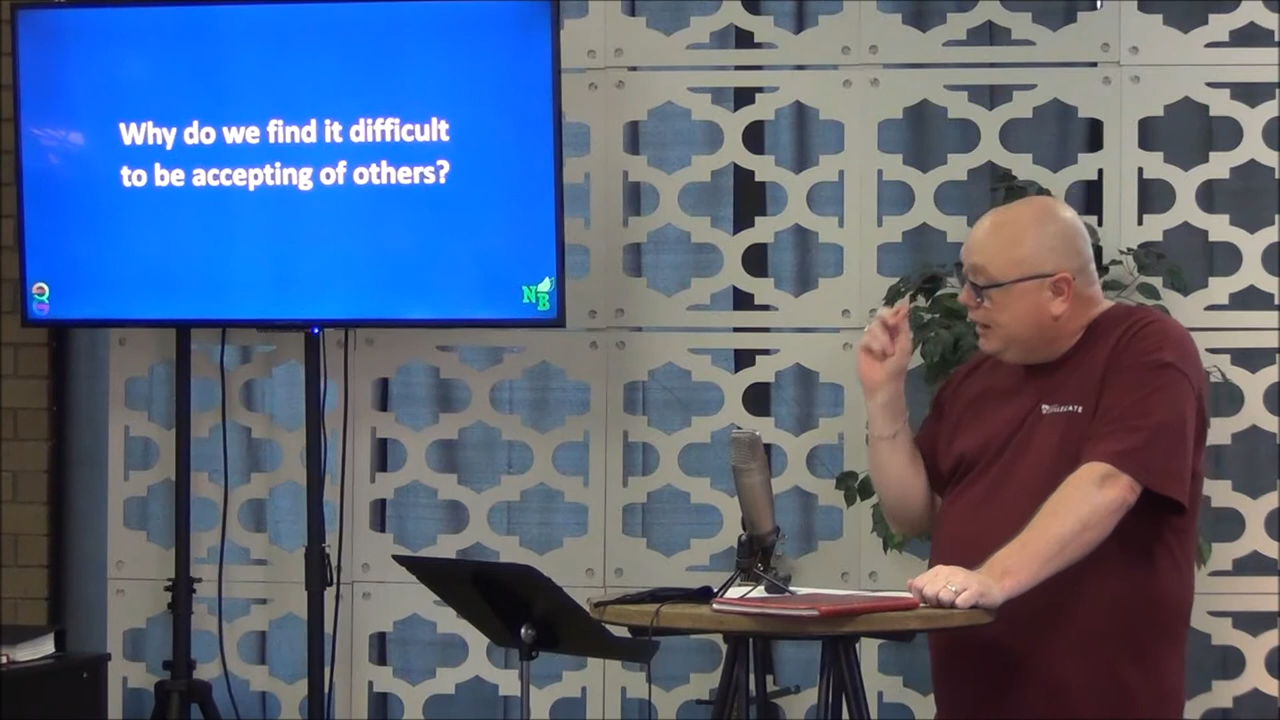 Why do we find it difficult
to be accepting of others?
NB